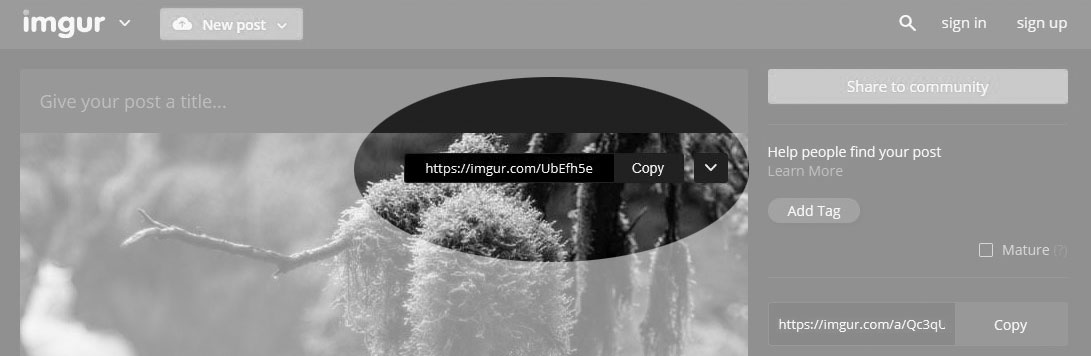 imgur
New post
sign in
sign up
Give your post a title...
Share to community
https://imgur.com/UbEfh5e
Copy
Help people find your post
Learn More
Add Tag
Mature (?)
https://imgur.com/a/Qc3qU
Copy